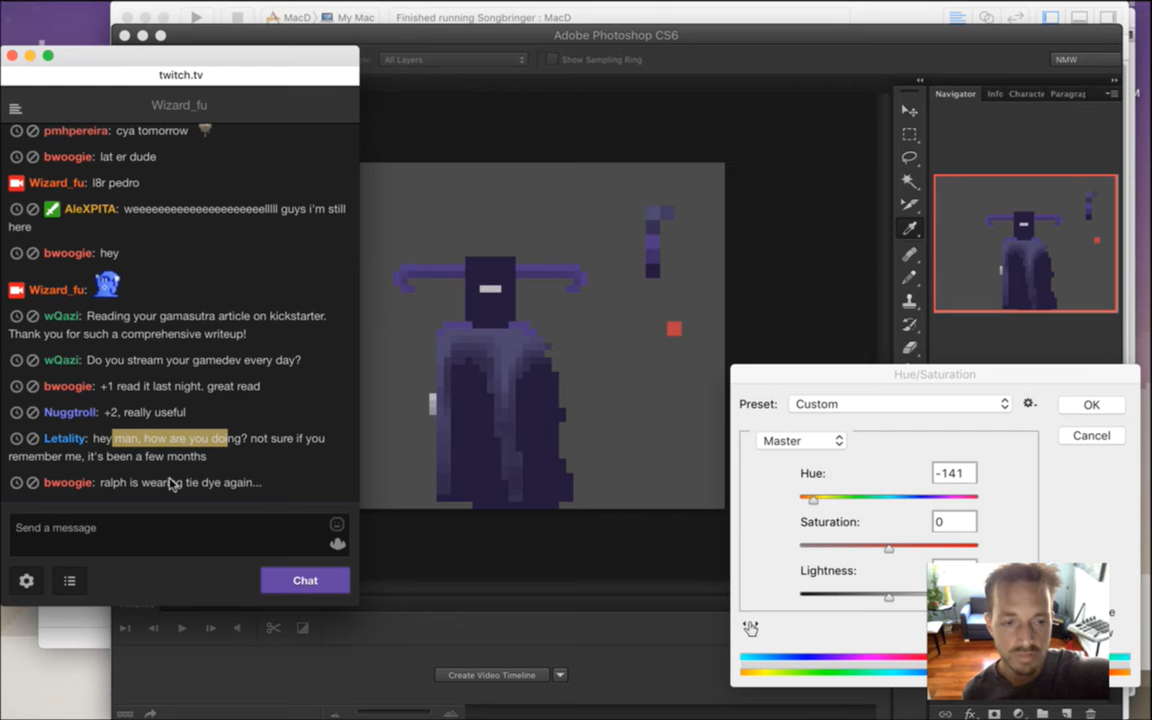 MacD
My Mac
Finished running Songbringer : MacD
Adobe Photoshop CS6
All Layers
Show Sampling Ring
NMW
twitch.tv
Wizard_fu
pmhpereira: cya tomorrow
bwoogie: lat er dude
Wizard_fu: l8r pedro
AleXPITA: weeeeeeeeeeeeeeeeeeeeellll guys i'm still
here
bwoogie: hey
Wizard_fu:
wQazi: Reading your gamasutra article on kickstarter.
Thank you for such a comprehensive writeup!
wQazi: Do you stream your gamedev every day?
bwoogie: +1 read it last night. great read
Nuggtroll: +2, really useful
Letality: hey man, how are you doing? not sure if you
remember me, it's been a few months
bwoogie: ralph is wearing tie dye again...
Send a message
Chat
Navigator Info Characte Paragraph
Hue/Saturation
Preset: Custom
OK
Cancel
Master
Hue: -141
Saturation: 0
Lightness:
Create Video Timeline
fx